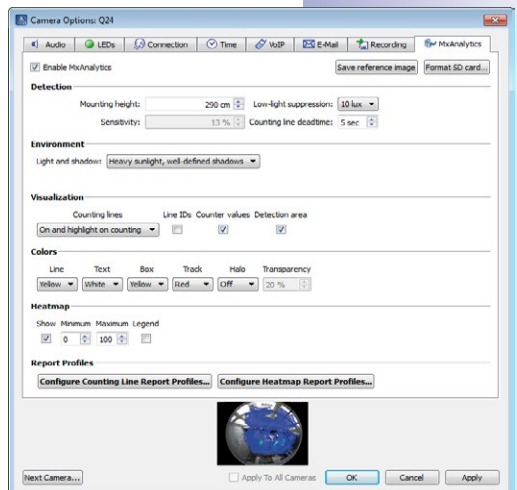 Camera Options: Q24
Audio LEDs Connection Time VoIP E-Mail Recording MxAnalytics
Enable MxAnalytics Save reference image Format SD card...
Detection
Mounting height: 290 cm Low-light suppression: 10 lux
Sensitivity: 13 % Counting line deadtime: 5 sec
Environment
Light and shadow: Heavy sunlight, well-defined shadows
Visualization
Counting lines Line IDs Counter values Detection area
On and highlight on counting
Colors
Line Text Box Track Halo Transparency
Yellow White Yellow Red Off 20 %
Heatmap
Show Minimum Maximum Legend
0 100
Report Profiles
Configure Counting Line Report Profiles... Configure Heatmap Report Profiles...
Next Camera... Apply To All Cameras OK Cancel Apply